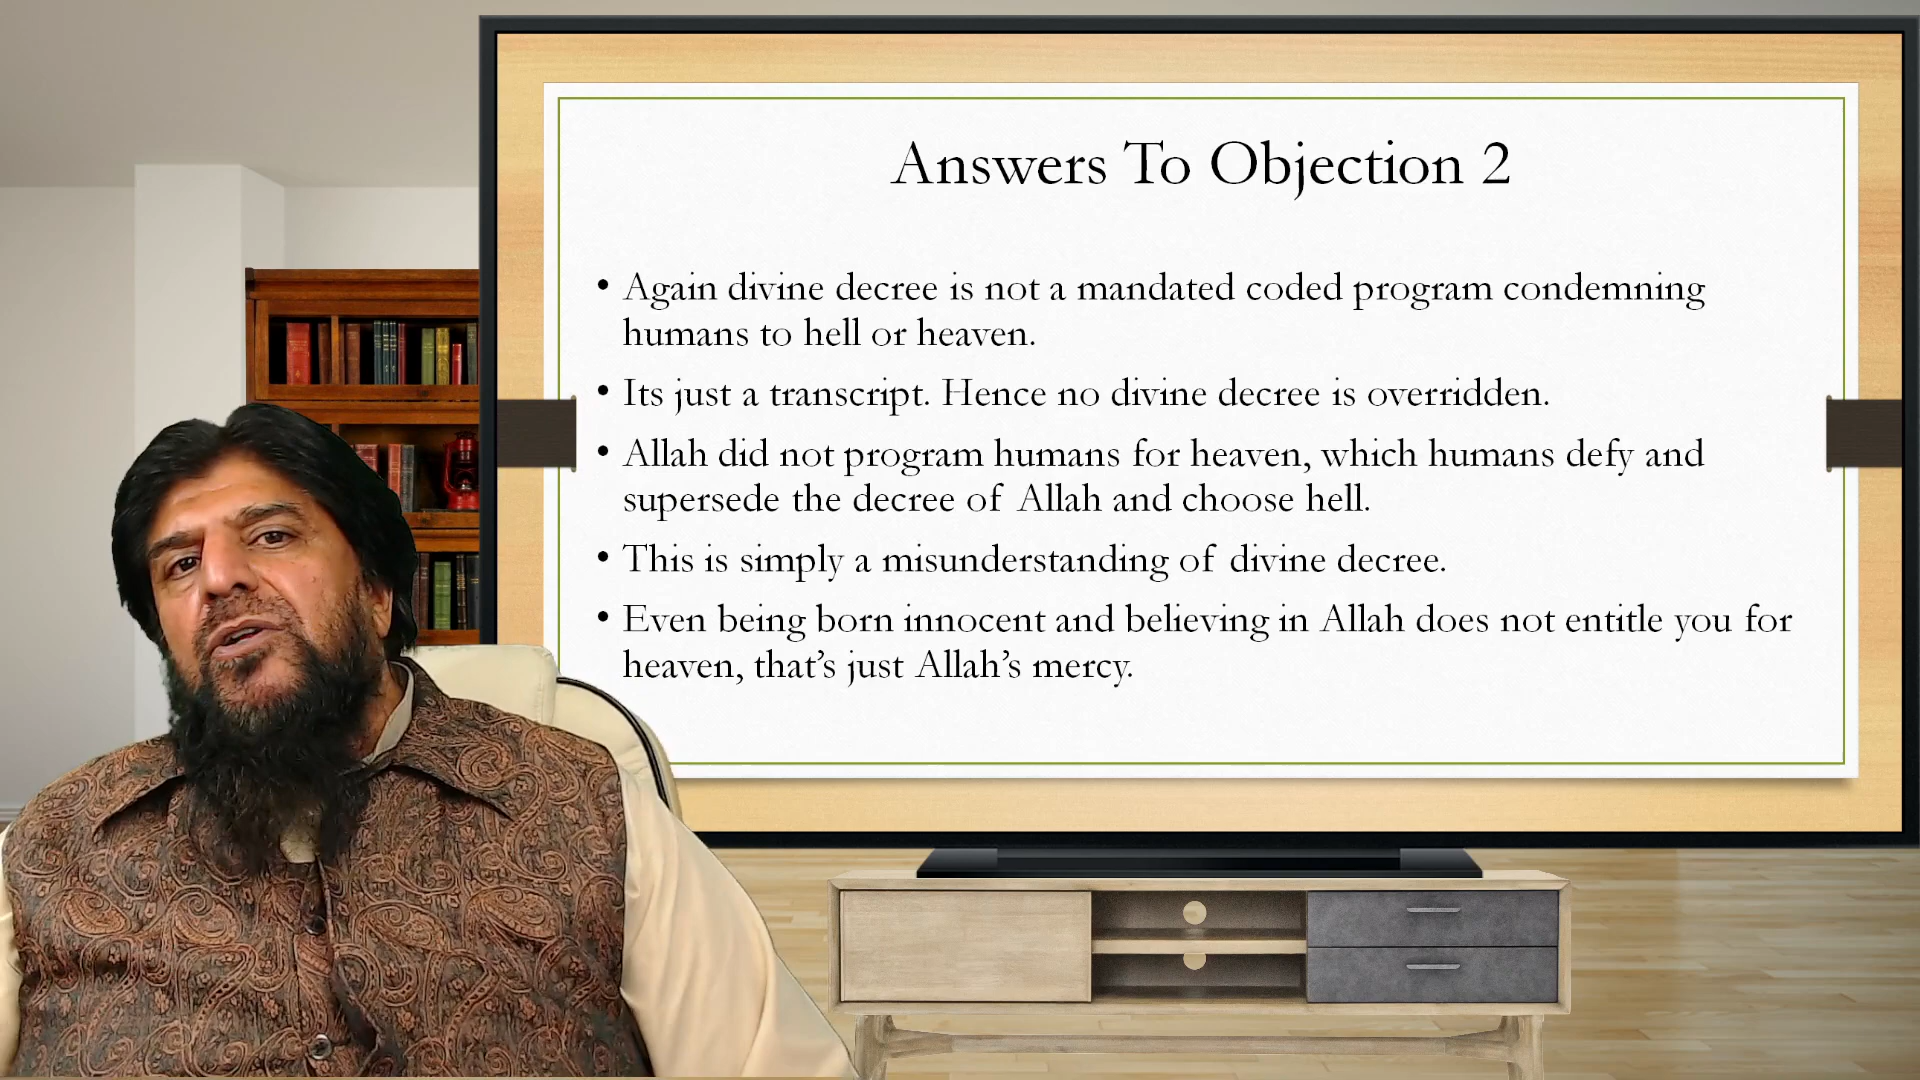 Answers To Objection 2
• Again divine decree is not a mandated coded program condemning
humans to hell or heaven.
• Its just a transcript. Hence no divine decree is overridden.
• Allah did not program humans for heaven, which humans defy and
supersede the decree of Allah and choose hell.
• This is simply a misunderstanding of divine decree.
• Even being born innocent and believing in Allah does not entitle you for
heaven, that’s just Allah’s mercy.